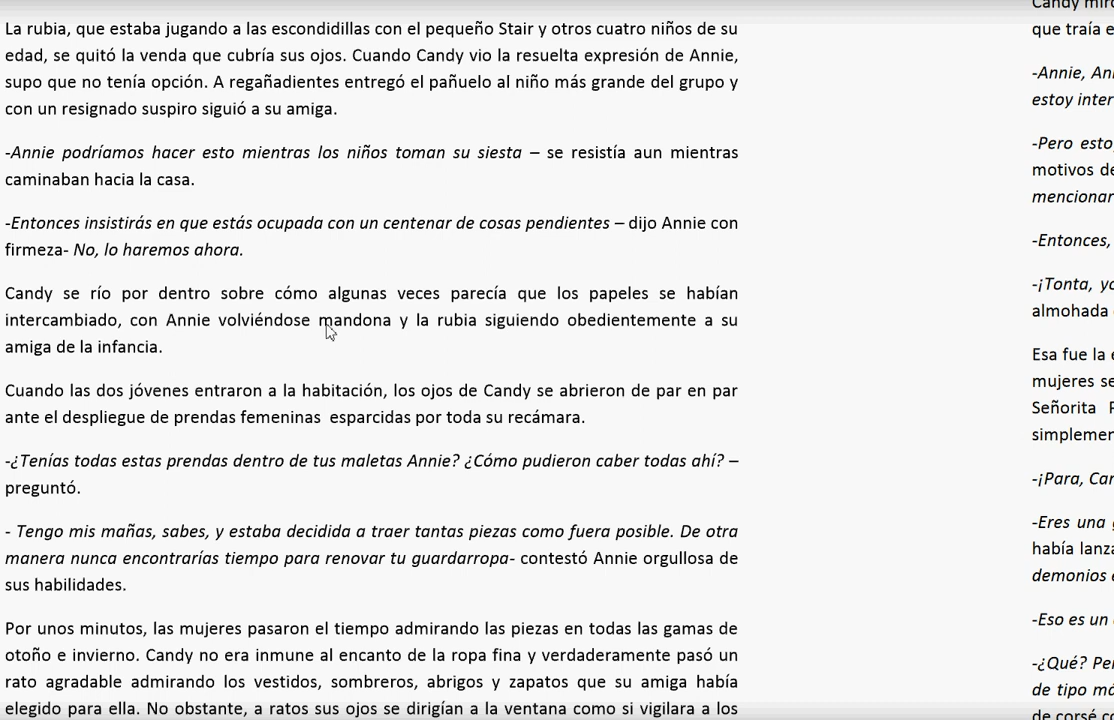 La rubia, que estaba jugando a las escondidillas con el pequeño Stair y otros cuatro niños de su
edad, se quitó la venda que cubría sus ojos. Cuando Candy vio la resuelta expresión de Annie,
supo que no tenía opción. A regañadientes entregó el pañuelo al niño más grande del grupo y
con un resignado suspiro siguió a su amiga.
-Annie podríamos hacer esto mientras los niños toman su siesta – se resistía aun mientras
caminaban hacia la casa.
-Entonces insistirás en que estás ocupada con un centenar de cosas pendientes – dijo Annie con
firmeza- No, lo haremos ahora.
Candy se río por dentro sobre cómo algunas veces parecía que los papeles se habían
intercambiado, con Annie volviéndose mandona y la rubia siguiendo obedientemente a su
amiga de la infancia.
Cuando las dos jóvenes entraron a la habitación, los ojos de Candy se abrieron de par en par
ante el despliegue de prendas femeninas esparcidas por toda su recámara.
-¿Tenías todas estas prendas dentro de tus maletas Annie? ¿Cómo pudieron caber todas ahí? –
preguntó.
- Tengo mis mañas, sabes, y estaba decidida a traer tantas piezas como fuera posible. De otra
manera nunca encontrarías tiempo para renovar tu guardarropa- contestó Annie orgullosa de
sus habilidades.
Por unos minutos, las mujeres pasaron el tiempo admirando las piezas en todas las gamas de
otoño e invierno. Candy no era inmune al encanto de la ropa fina y verdaderamente pasó un
rato agradable admirando los vestidos, sombreros, abrigos y zapatos que su amiga había
elegido para ella. No obstante, a ratos sus ojos se dirigían a la ventana como si vigilara a los
Candy
que traía
-Annie,
estoy
-Pero
motivos
-Entonces,
-¡Tonta,
almohada
Esa fue la
mujeres
Señorita
-¡Para,
-Eres una
había
demonios
-Eso es un
-¿Qué?
de tipo
de corsé